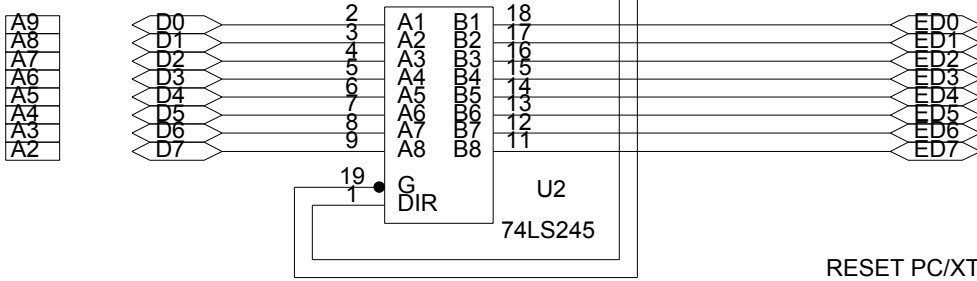 A9 D0 2 A1 B1 18 ED0
A8 D1 3 A2 B2 17 ED1
A7 D2 4 A3 B3 16 ED2
A6 D3 5 A4 B4 15 ED3
A5 D4 6 A5 B5 14 ED4
A4 D5 7 A6 B6 13 ED5
A3 D6 8 A7 B7 12 ED6
A2 D7 9 A8 B8 11 ED7
19 G U2
1 DIR
74LS245
RESET PC/XT